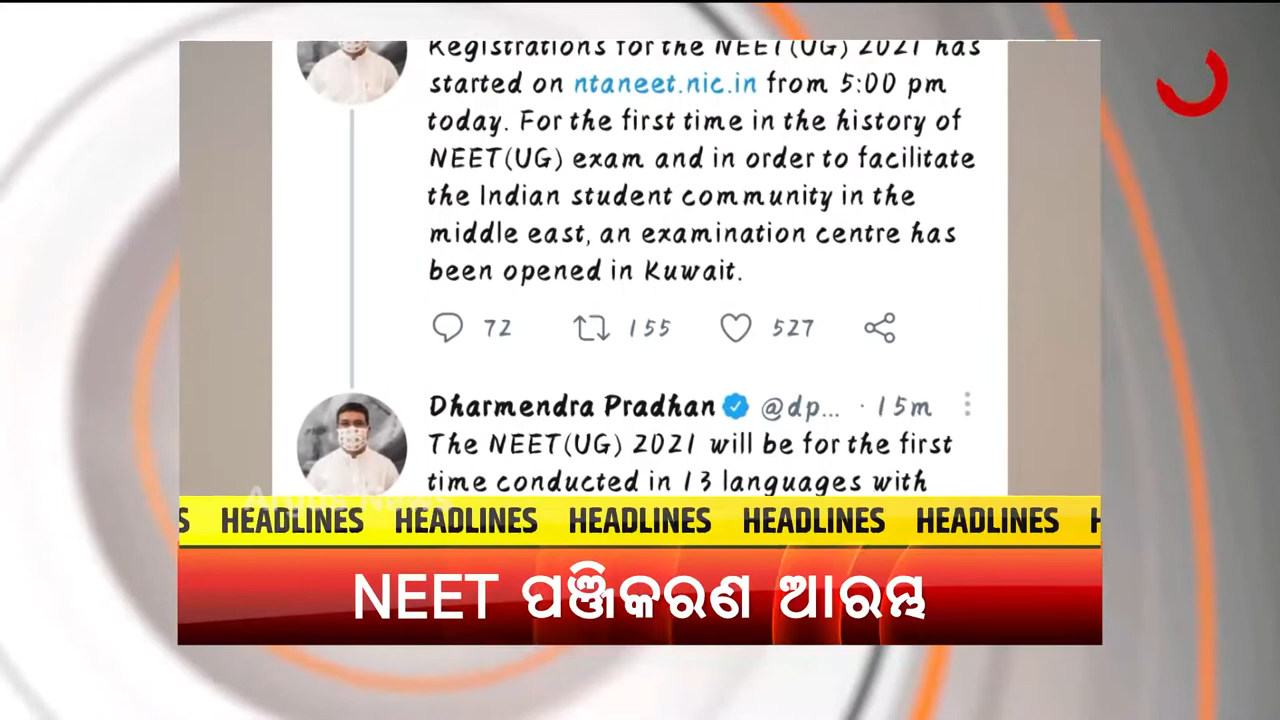 Registrations for the NEET(UG) 2021 has
started on ntaneet.nic.in from 5:00 pm
today. For the first time in the history of
NEET(UG) exam and in order to facilitate
the Indian student community in the
middle east, an examination centre has
been opened in Kuwait.
72 155 527
Dharmendra Pradhan @dp... · 15m
The NEET(UG) 2021 will be for the first
time conducted in 13 languages with
Argus News
HEADLINES HEADLINES HEADLINES HEADLINES HEADLINES
NEET ପଞ୍ଜିକରଣ ଆରମ୍ଭ